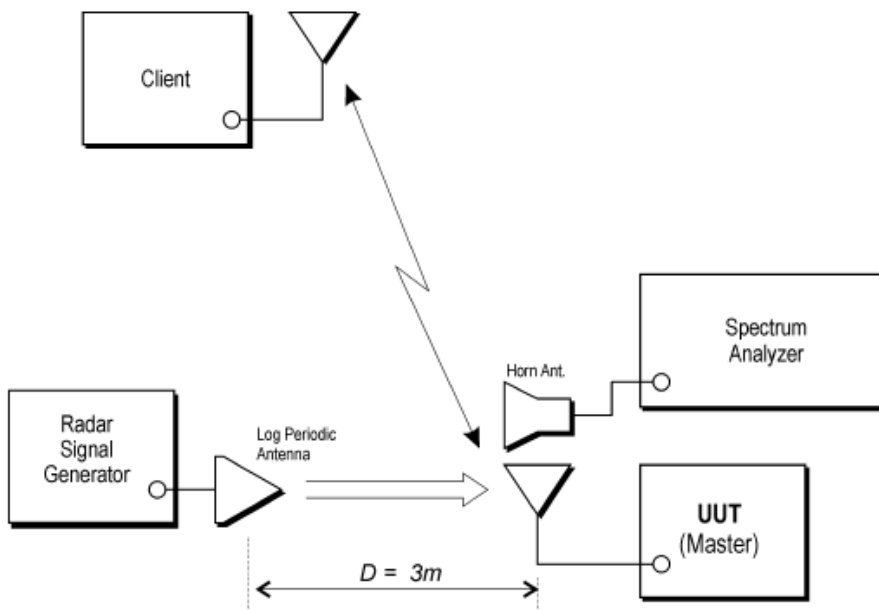 Client
Spectrum
Analyzer
Horn Ant.
Radar
Signal
Generator
Log Periodic
Antenna
UUT
(Master)
D = 3m